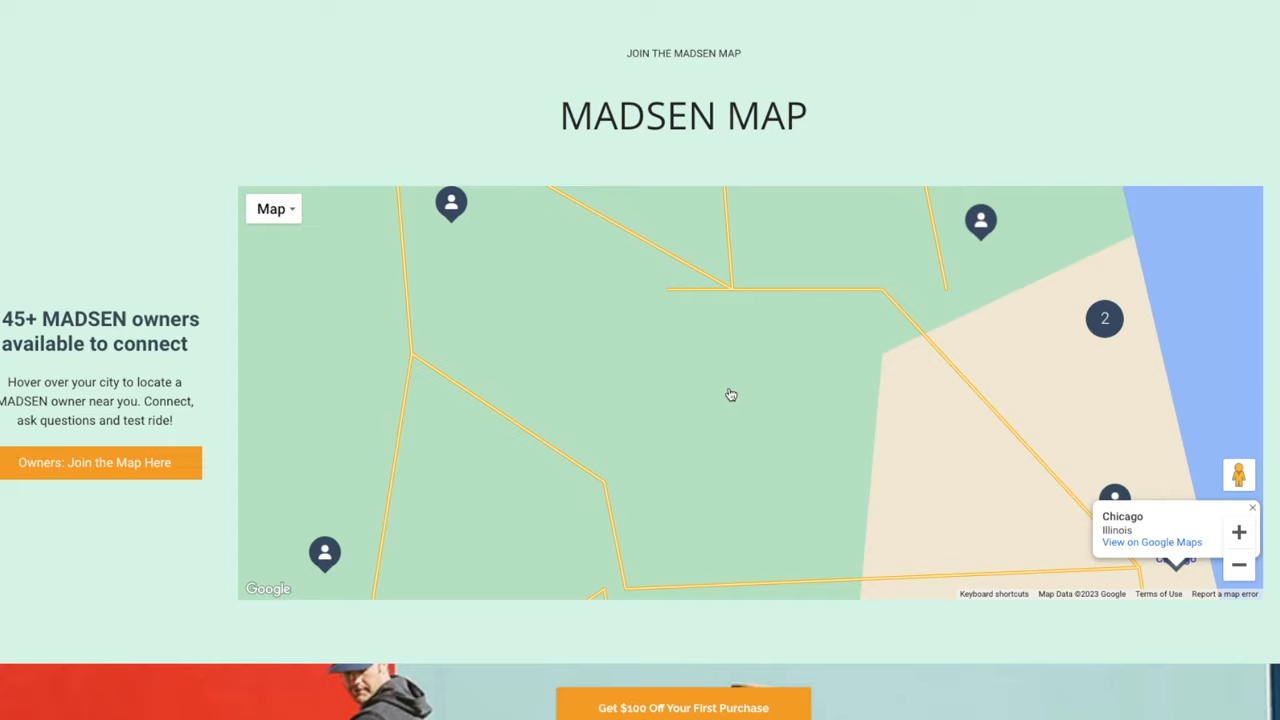 JOIN THE MADSEN MAP
MADSEN MAP
Map
2
45+ MADSEN owners
available to connect
Hover over your city to locate a
MADSEN owner near you. Connect,
ask questions and test ride!
Owners: Join the Map Here
Chicago
Illinois
View on Google Maps
Google
Keyboard shortcuts Map Data ©2023 Google Terms of Use Report a map error
Get $100 Off Your First Purchase